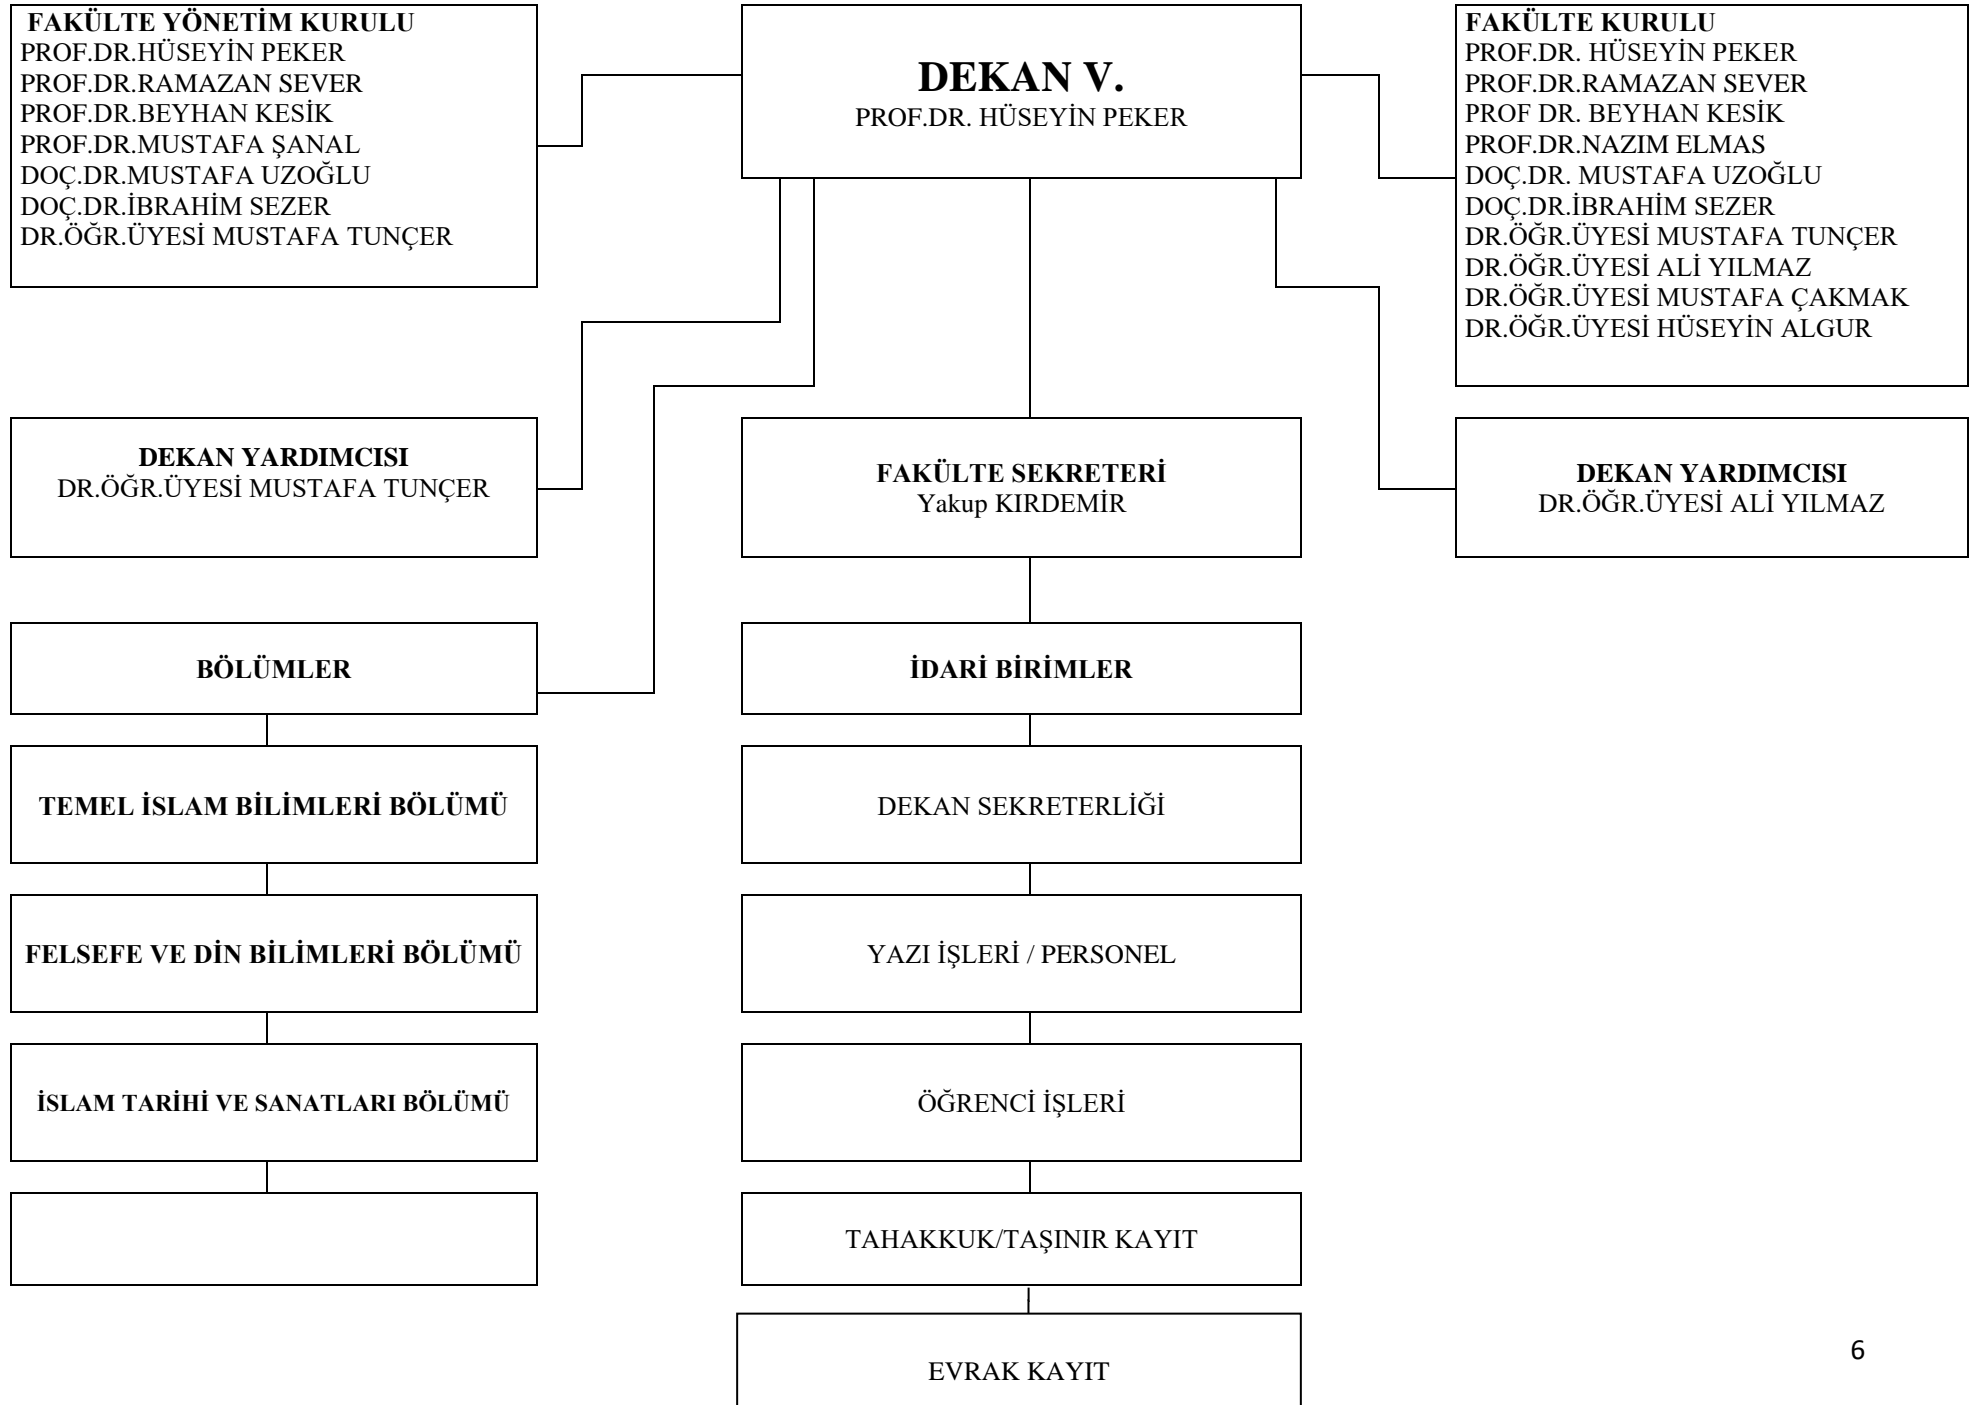 FAKÜLTE YÖNETİM KURULU
PROF.DR.HÜSEYİN PEKER
PROF.DR.RAMAZAN SEVER
PROF.DR.BEYHAN KESİK
PROF.DR.MUSTAFA ŞANAL
DOÇ.DR.MUSTAFA UZOĞLU
DOÇ.DR.İBRAHİM SEZER
DR.ÖĞR.ÜYESİ MUSTAFA TUNÇER
DEKAN V.
PROF.DR. HÜSEYİN PEKER
FAKÜLTE KURULU
PROF.DR. HÜSEYİN PEKER
PROF.DR.RAMAZAN SEVER
PROF DR. BEYHAN KESİK
PROF.DR.NAZIM ELMAS
DOÇ.DR. MUSTAFA UZOĞLU
DOÇ.DR.İBRAHİM SEZER
DR.ÖĞR.ÜYESİ MUSTAFA TUNÇER
DR.ÖĞR.ÜYESİ ALİ YILMAZ
DR.ÖĞR.ÜYESİ MUSTAFA ÇAKMAK
DR.ÖĞR.ÜYESİ HÜSEYİN ALGUR
DEKAN YARDIMCISI
DR.ÖĞR.ÜYESİ MUSTAFA TUNÇER
FAKÜLTE SEKRETERİ
Yakup KIRDEMİR
DEKAN YARDIMCISI
DR.ÖĞR.ÜYESİ ALİ YILMAZ
BÖLÜMLER
İDARİ BİRİMLER
TEMEL İSLAM BİLİMLERİ BÖLÜMÜ
DEKAN SEKRETERLİĞİ
FELSEFE VE DİN BİLİMLERİ BÖLÜMÜ
YAZI İŞLERİ / PERSONEL
İSLAM TARİHİ VE SANATLARI BÖLÜMÜ
ÖĞRENCİ İŞLERİ
TAHAKKUK/TAŞINIR KAYIT
EVRAK KAYIT
6